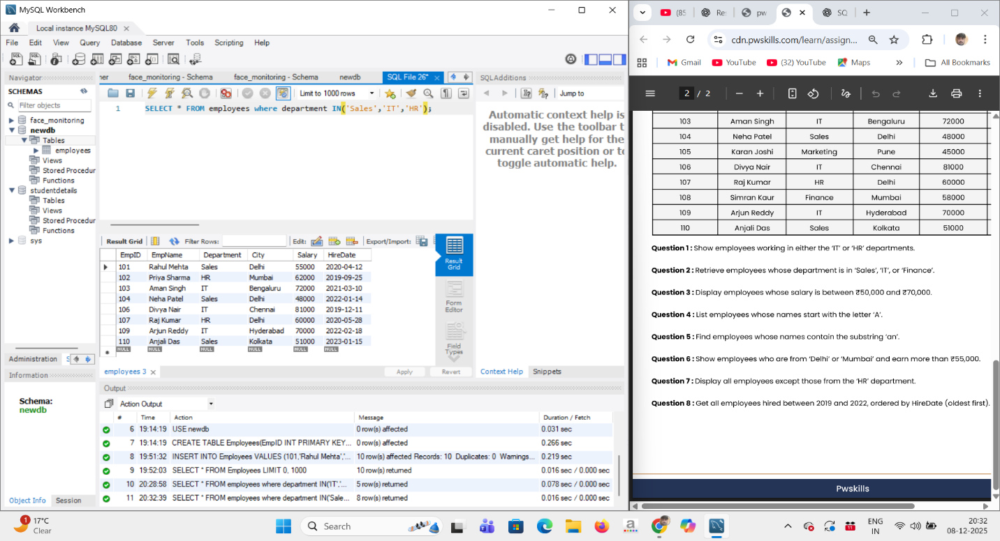 MySQL Workbench
Local instance MySQL80
File Edit View Query Database Server Tools Scripting Help
Navigator
SCHEMAS
Filter objects
face_monitoring
newdb
Tables
employees
Views
Stored Procedur
Functions
studentdetails
Tables
Views
Stored Procedur
Functions
sys
Administration S
Information
Schema:
newdb
Object Info Session
ner face_monitoring - Schema face_monitoring - Schema newdb SQL File 26*
Limit to 1000 rows
1 SELECT * FROM employees where department IN('Sales','IT','HR');
Result Grid Filter Rows: Edit: Export/Import:
EmpID EmpName Department City Salary HireDate
101 Rahul Mehta Sales Delhi 55000 2020-04-12
102 Priya Sharma HR Mumbai 62000 2019-09-25
103 Aman Singh IT Bengaluru 72000 2021-03-10
104 Neha Patel Sales Delhi 48000 2022-01-14
106 Divya Nair IT Chennai 81000 2019-12-11
107 Raj Kumar HR Delhi 60000 2020-05-28
109 Arjun Reddy IT Hyderabad 70000 2022-02-18
110 Anjali Das Sales Kolkata 51000 2023-01-15
NULL NULL NULL NULL NULL NULL
Result Grid
Form Editor
Field Types
employees 3 Apply Revert
SQLAdditions
Jump to
Automatic context help is
disabled. Use the toolbar t
manually get help for the
current caret position or to
toggle automatic help.
Context Help Snippets
Output
Action Output
# Time Action Message Duration / Fetch
6 19:14:19 USE newdb 0 row(s) affected 0.031 sec
7 19:14:19 CREATE TABLE Employees(EmpID INT PRIMARY KEY... 0 row(s) affected 0.266 sec
8 19:51:32 INSERT INTO Employees VALUES (101,'Rahul Mehta','... 10 row(s) affected Records: 10 Duplicates: 0 Warnings... 0.219 sec
9 19:52:03 SELECT * FROM Employees LIMIT 0, 1000 10 row(s) returned 0.016 sec / 0.000 sec
10 20:28:58 SELECT * FROM employees where department IN('IT','... 5 row(s) returned 0.078 sec / 0.000 sec
11 20:32:39 SELECT * FROM employees where department IN('Sale... 8 row(s) returned 0.016 sec / 0.000 sec
(85 Re: pw SQ
cdn.pwskills.com/learn/assign...
Gmail YouTube (32) YouTube Maps » All Bookmarks
2 / 2
103 Aman Singh IT Bengaluru 72000
104 Neha Patel Sales Delhi 48000
105 Karan Joshi Marketing Pune 45000
106 Divya Nair IT Chennai 81000
107 Raj Kumar HR Delhi 60000
108 Simran Kaur Finance Mumbai 58000
109 Arjun Reddy IT Hyderabad 70000
110 Anjali Das Sales Kolkata 51000
Question 1 : Show employees working in either the ‘IT’ or ‘HR’ departments.
Question 2 : Retrieve employees whose department is in ‘Sales’, ‘IT’, or ‘Finance’.
Question 3 : Display employees whose salary is between ₹50,000 and ₹70,000.
Question 4 : List employees whose names start with the letter ‘A’.
Question 5 : Find employees whose names contain the substring ‘an’.
Question 6 : Show employees who are from ‘Delhi’ or ‘Mumbai’ and earn more than ₹55,000.
Question 7 : Display all employees except those from the ‘HR’ department.
Question 8 : Get all employees hired between 2019 and 2022, ordered by HireDate (oldest first).
Pwskills
1 17°C
Clear
Search
ENG
IN
20:32
08-12-2025